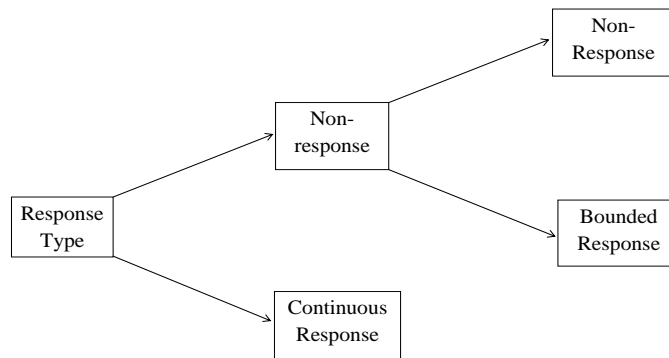 Non-
Response
Non-
response
Response
Type
Bounded
Response
Continuous
Response